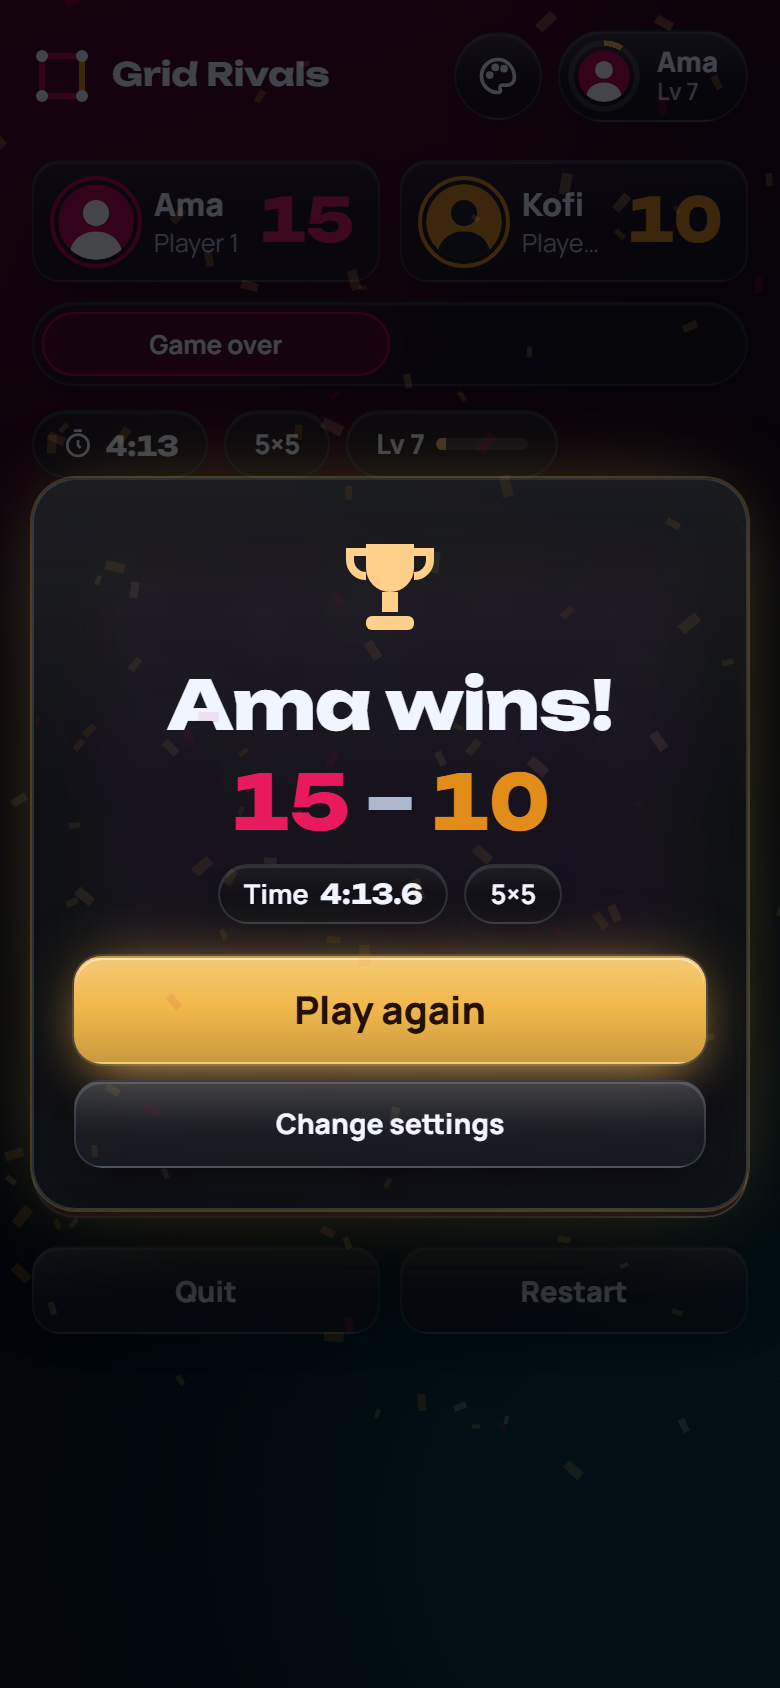 Grid Rivals
Ama
Lv 7
Ama
Player 1
15
Kofi
Playe...
10
Game over
4:13
5×5
Lv 7
Ama wins!
15 – 10
Time 4:13.6
5×5
Play again
Change settings
Quit
Restart